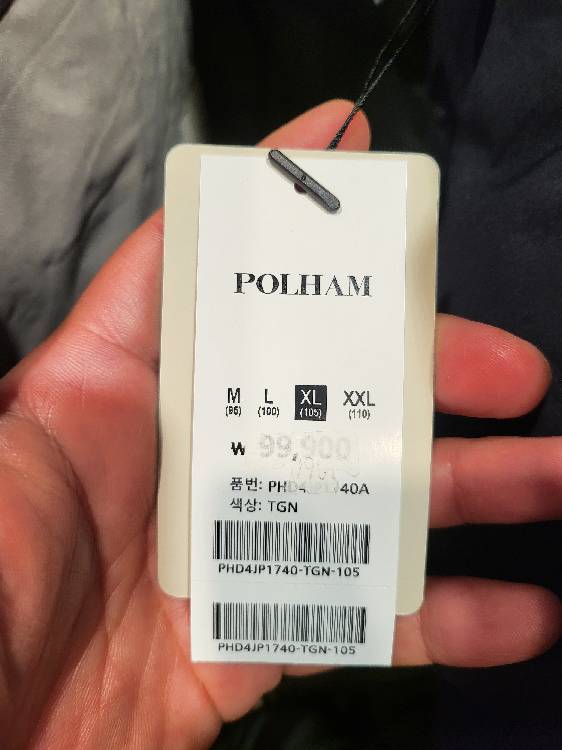 POLHAM
M L XL XXL
(95) (100) (105) (110)
₩ 99,900
품번: PHD4JP1740A
색상: TGN
PHD4JP1740-TGN-105
PHD4JP1740-TGN-105